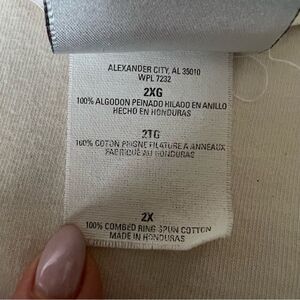 ALEXANDER CITY, AL 35010
WPL 7232
2XG
100% ALGODON PEINADO HILADO EN ANILLO
HECHO EN HONDURAS
2TG
100% COTON PEIGNE FILATURE A ANNEAUX
FABRIQUE AU HONDURAS
2X
100% COMBED RING SPUN COTTON
MADE IN HONDURAS